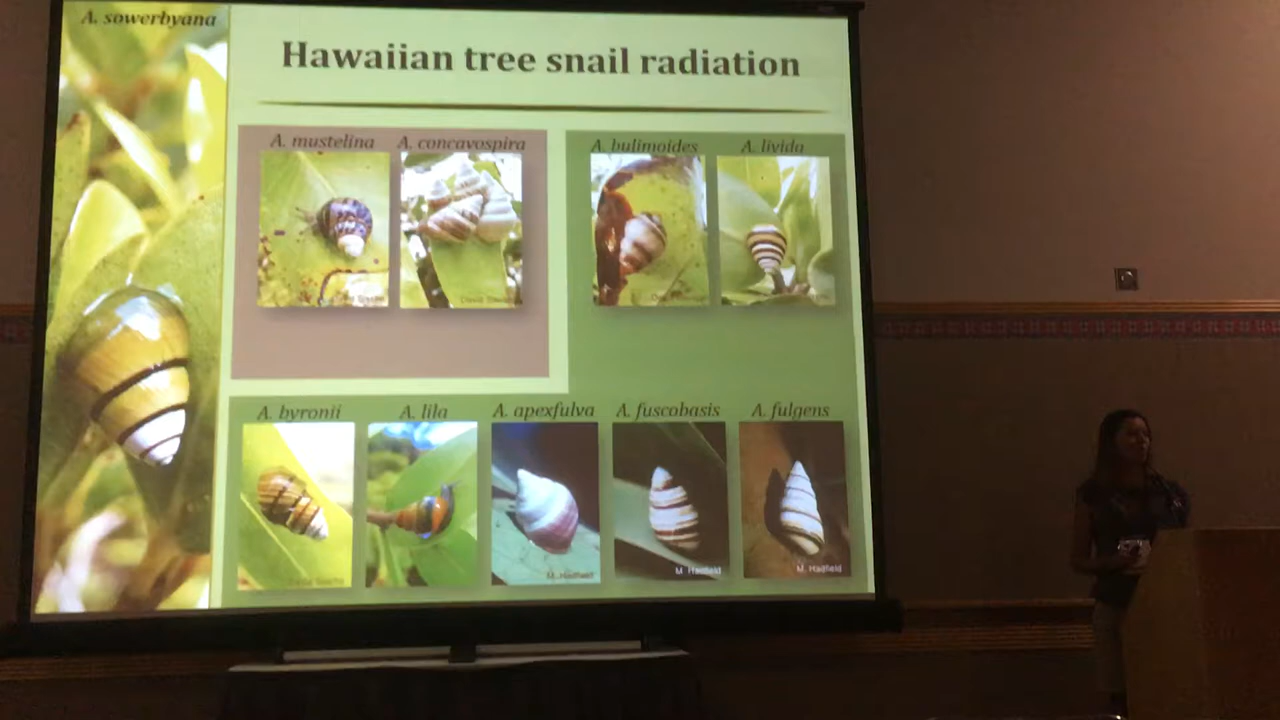 A. sowerbyana
Hawaiian tree snail radiation
A. mustelina
A. concavospira
A. bulimoides
A. livida
A. byronii
A. lila
A. apexfulva
A. fuscobasis
A. fulgens
M. Hadfield
M. Hadfield
M. Hadfield